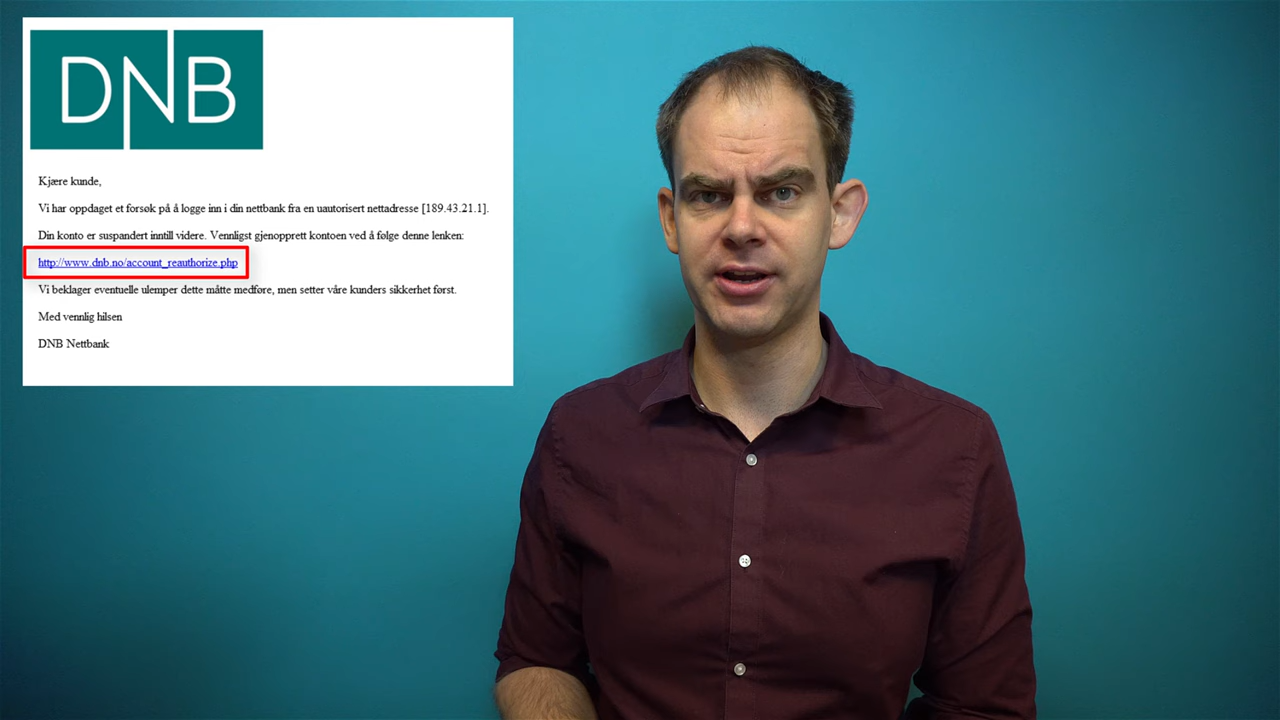 DNB
Kjære kunde,
Vi har oppdaget et forsøk på å logge inn i din nettbank fra en uautorisert nettadresse [189.43.21.1].
Din konto er suspandert inntill videre. Vennligst gjenopprett kontoen ved å følge denne lenken:
http://www.dnb.no/account_reauthorize.php
Vi beklager eventuelle ulemper dette måtte medføre, men setter våre kunders sikkerhet først.
Med vennlig hilsen
DNB Nettbank